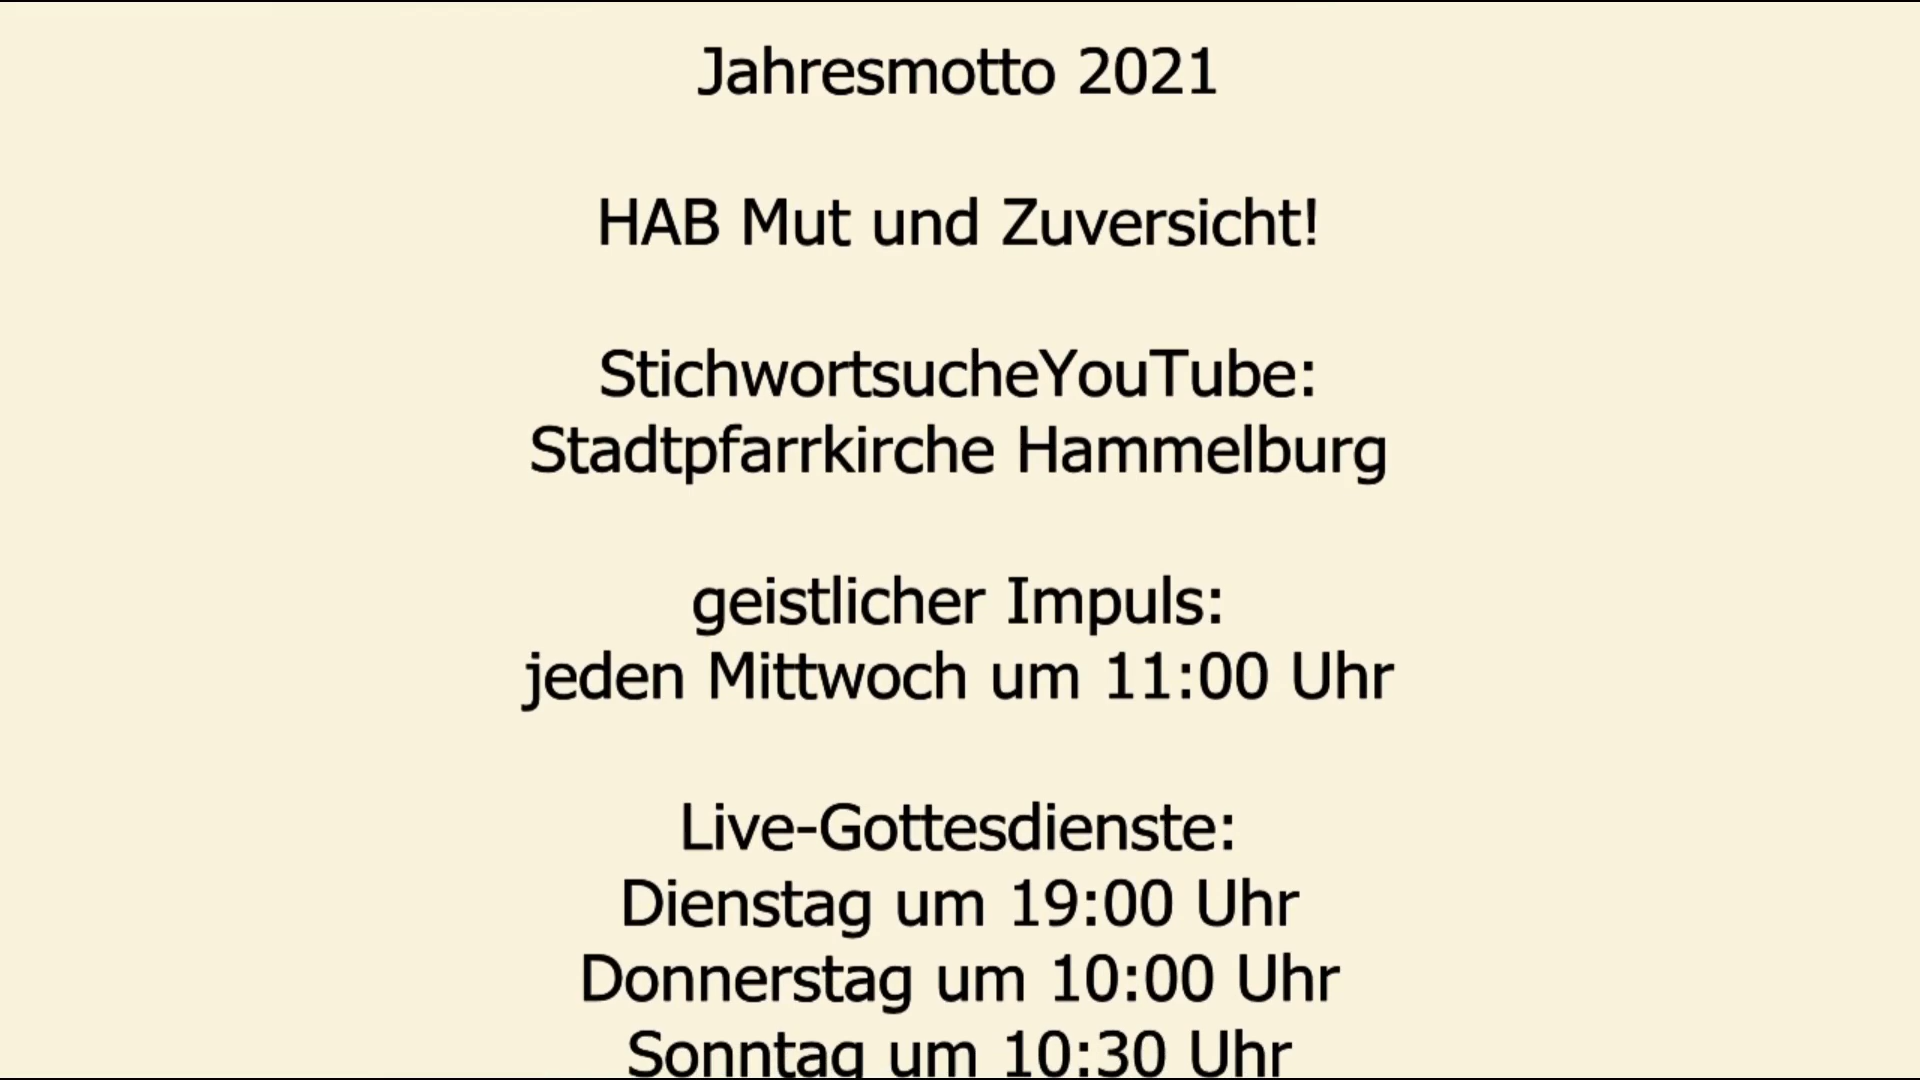 Jahresmotto 2021
HAB Mut und Zuversicht!
StichwortsucheYouTube:
Stadtpfarrkirche Hammelburg
geistlicher Impuls:
jeden Mittwoch um 11:00 Uhr
Live-Gottesdienste:
Dienstag um 19:00 Uhr
Donnerstag um 10:00 Uhr
Sonntag um 10:30 Uhr